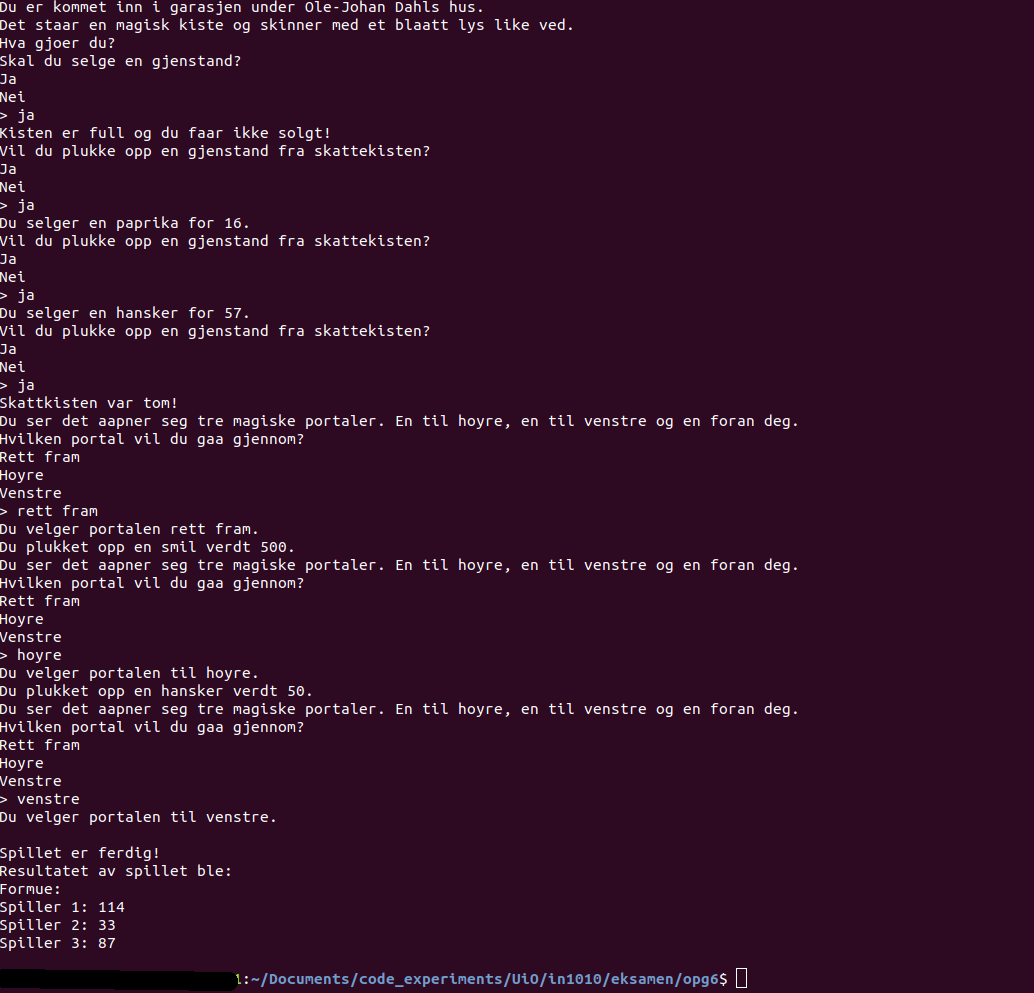 Du er kommet inn i garasjen under Ole-Johan Dahls hus.
Det staar en magisk kiste og skinner med et blaatt lys like ved.
Hva gjoer du?
Skal du selge en gjenstand?
Ja
Nei
> ja
Kisten er full og du faar ikke solgt!
Vil du plukke opp en gjenstand fra skattekisten?
Ja
Nei
> ja
Du selger en paprika for 16.
Vil du plukke opp en gjenstand fra skattekisten?
Ja
Nei
> ja
Du selger en hansker for 57.
Vil du plukke opp en gjenstand fra skattekisten?
Ja
Nei
> ja
Skattkisten var tom!
Du ser det aapner seg tre magiske portaler. En til hoyre, en til venstre og en foran deg.
Hvilken portal vil du gaa gjennom?
Rett fram
Hoyre
Venstre
> rett fram
Du velger portalen rett fram.
Du plukket opp en smil verdt 500.
Du ser det aapner seg tre magiske portaler. En til hoyre, en til venstre og en foran deg.
Hvilken portal vil du gaa gjennom?
Rett fram
Hoyre
Venstre
> hoyre
Du velger portalen til hoyre.
Du plukket opp en hansker verdt 50.
Du ser det aapner seg tre magiske portaler. En til hoyre, en til venstre og en foran deg.
Hvilken portal vil du gaa gjennom?
Rett fram
Hoyre
Venstre
> venstre
Du velger portalen til venstre.
Spillet er ferdig!
Resultatet av spillet ble:
Formue:
Spiller 1: 114
Spiller 2: 33
Spiller 3: 87
:~/Documents/code_experiments/UiO/in1010/eksamen/opg6$